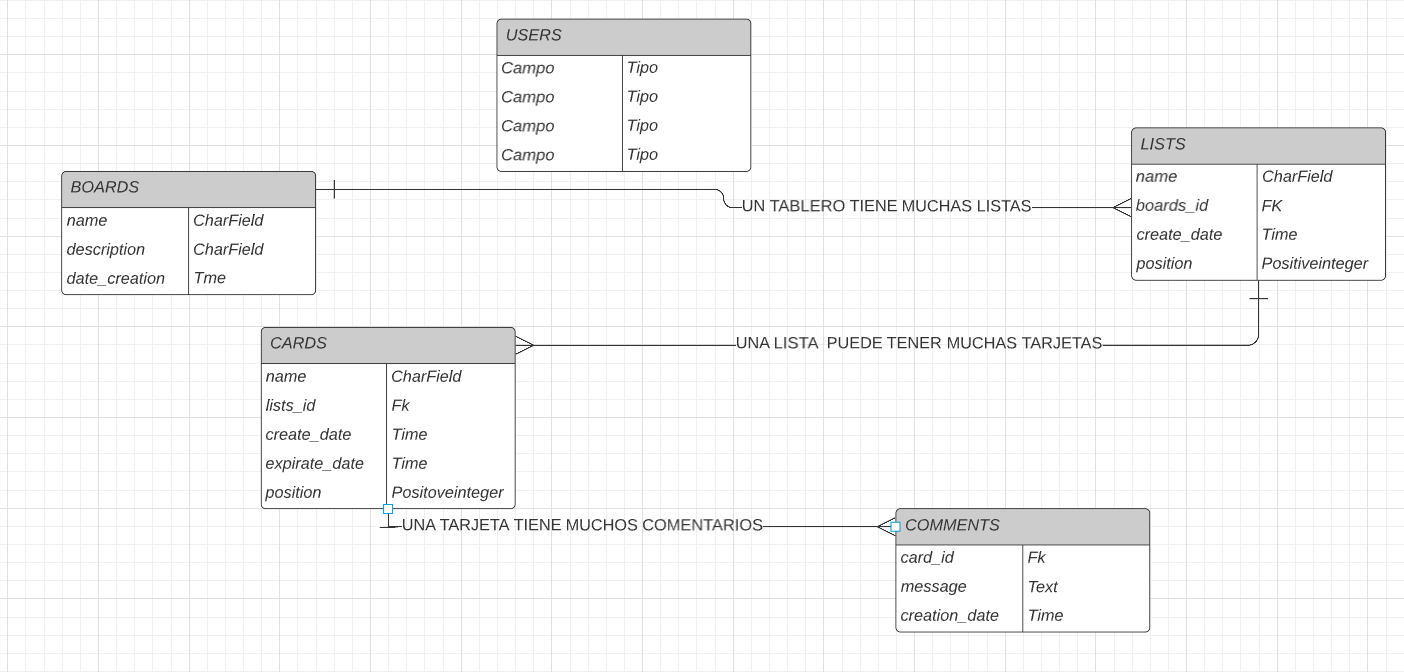 USERS
Campo Tipo
Campo Tipo
Campo Tipo
Campo Tipo
LISTS
name CharField
boards_id FK
create_date Time
position Positiveinteger
BOARDS
name CharField
description CharField
date_creation Tme
UN TABLERO TIENE MUCHAS LISTAS
CARDS
name CharField
lists_id Fk
create_date Time
expirate_date Time
position Positoveinteger
UNA LISTA  PUEDE TENER MUCHAS TARJETAS
UNA TARJETA TIENE MUCHOS COMENTARIOS
COMMENTS
card_id Fk
message Text
creation_date Time